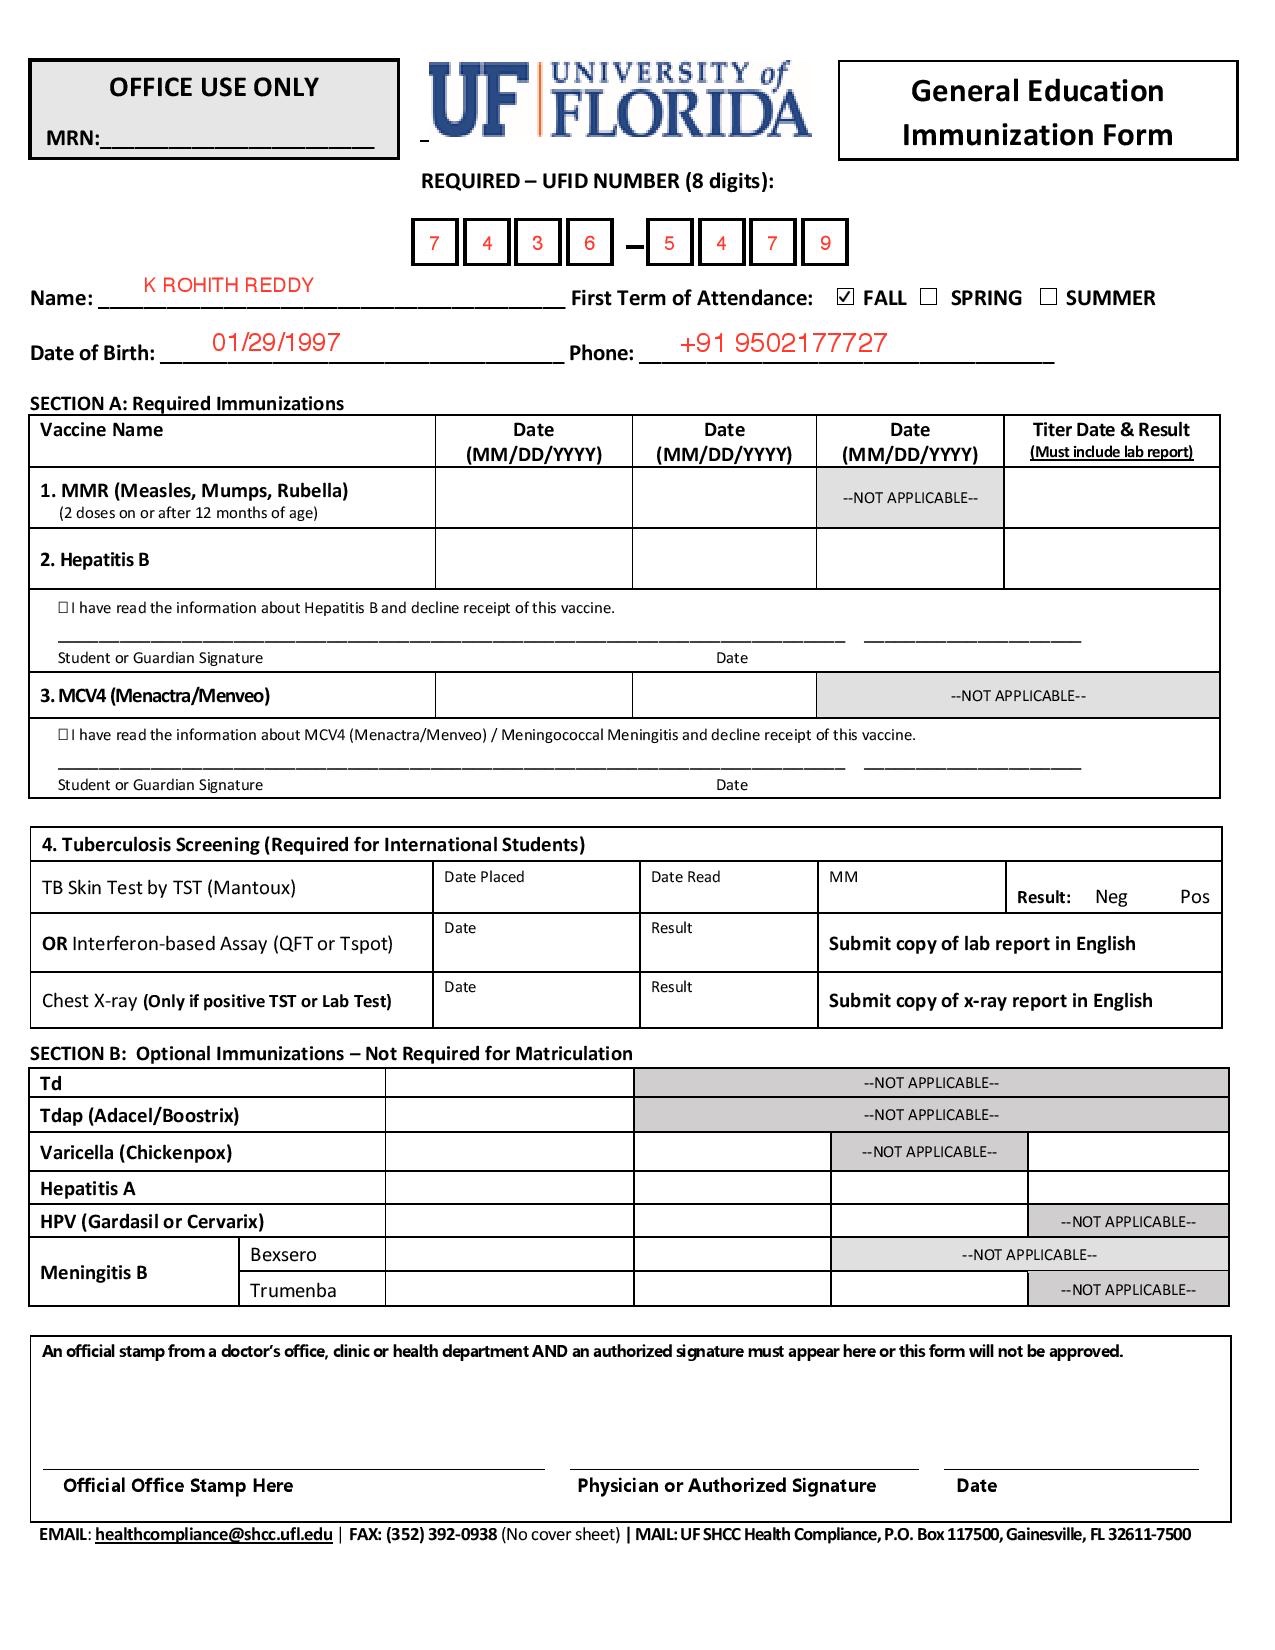 OFFICE USE ONLY
MRN:_________________________
UF UNIVERSITY of FLORIDA
General Education
Immunization Form
REQUIRED – UFID NUMBER (8 digits):
7 4 3 6 – 5 4 7 9
Name: K ROHITH REDDY First Term of Attendance: ☑ FALL ☐ SPRING ☐ SUMMER
Date of Birth: 01/29/1997 Phone: +91 9502177727
SECTION A: Required Immunizations
Vaccine Name Date (MM/DD/YYYY) Date (MM/DD/YYYY) Date (MM/DD/YYYY) Titer Date & Result (Must include lab report)
1. MMR (Measles, Mumps, Rubella) --NOT APPLICABLE--
(2 doses on or after 12 months of age)
2. Hepatitis B
☐ I have read the information about Hepatitis B and decline receipt of this vaccine.
Student or Guardian Signature Date
3. MCV4 (Menactra/Menveo) --NOT APPLICABLE--
☐ I have read the information about MCV4 (Menactra/Menveo) / Meningococcal Meningitis and decline receipt of this vaccine.
Student or Guardian Signature Date
4. Tuberculosis Screening (Required for International Students)
TB Skin Test by TST (Mantoux) Date Placed Date Read MM Result: Neg Pos
OR Interferon-based Assay (QFT or Tspot) Date Result Submit copy of lab report in English
Chest X-ray (Only if positive TST or Lab Test) Date Result Submit copy of x-ray report in English
SECTION B: Optional Immunizations – Not Required for Matriculation
Td --NOT APPLICABLE--
Tdap (Adacel/Boostrix) --NOT APPLICABLE--
Varicella (Chickenpox) --NOT APPLICABLE--
Hepatitis A
HPV (Gardasil or Cervarix) --NOT APPLICABLE--
Meningitis B Bexsero --NOT APPLICABLE--
Trumenba --NOT APPLICABLE--
An official stamp from a doctor's office, clinic or health department AND an authorized signature must appear here or this form will not be approved.
Official Office Stamp Here Physician or Authorized Signature Date
EMAIL: healthcompliance@shcc.ufl.edu | FAX: (352) 392-0938 (No cover sheet) | MAIL: UF SHCC Health Compliance, P.O. Box 117500, Gainesville, FL 32611-7500